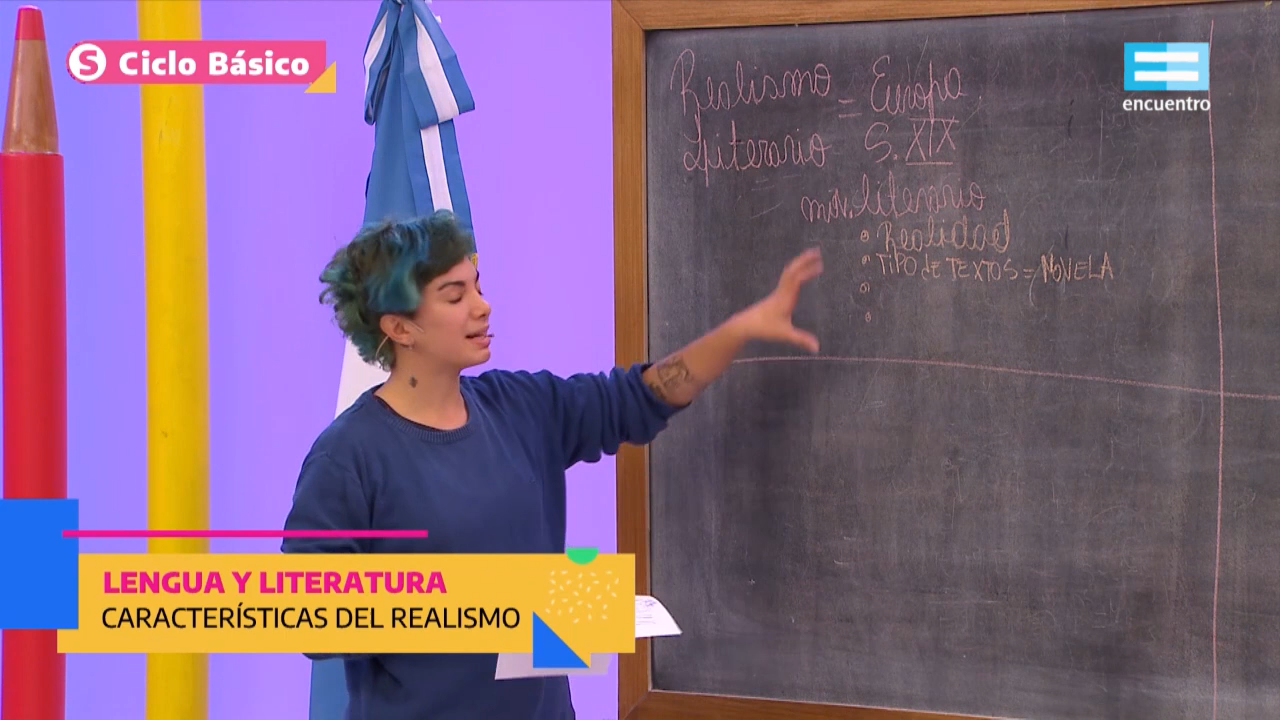 S Ciclo Básico
encuentro
Realismo = Europa
Literario S. XIX
mov. literario
Realidad
TIPO dE TEXTOS = NOVELA
LENGUA Y LITERATURA
CARACTERÍSTICAS DEL REALISMO